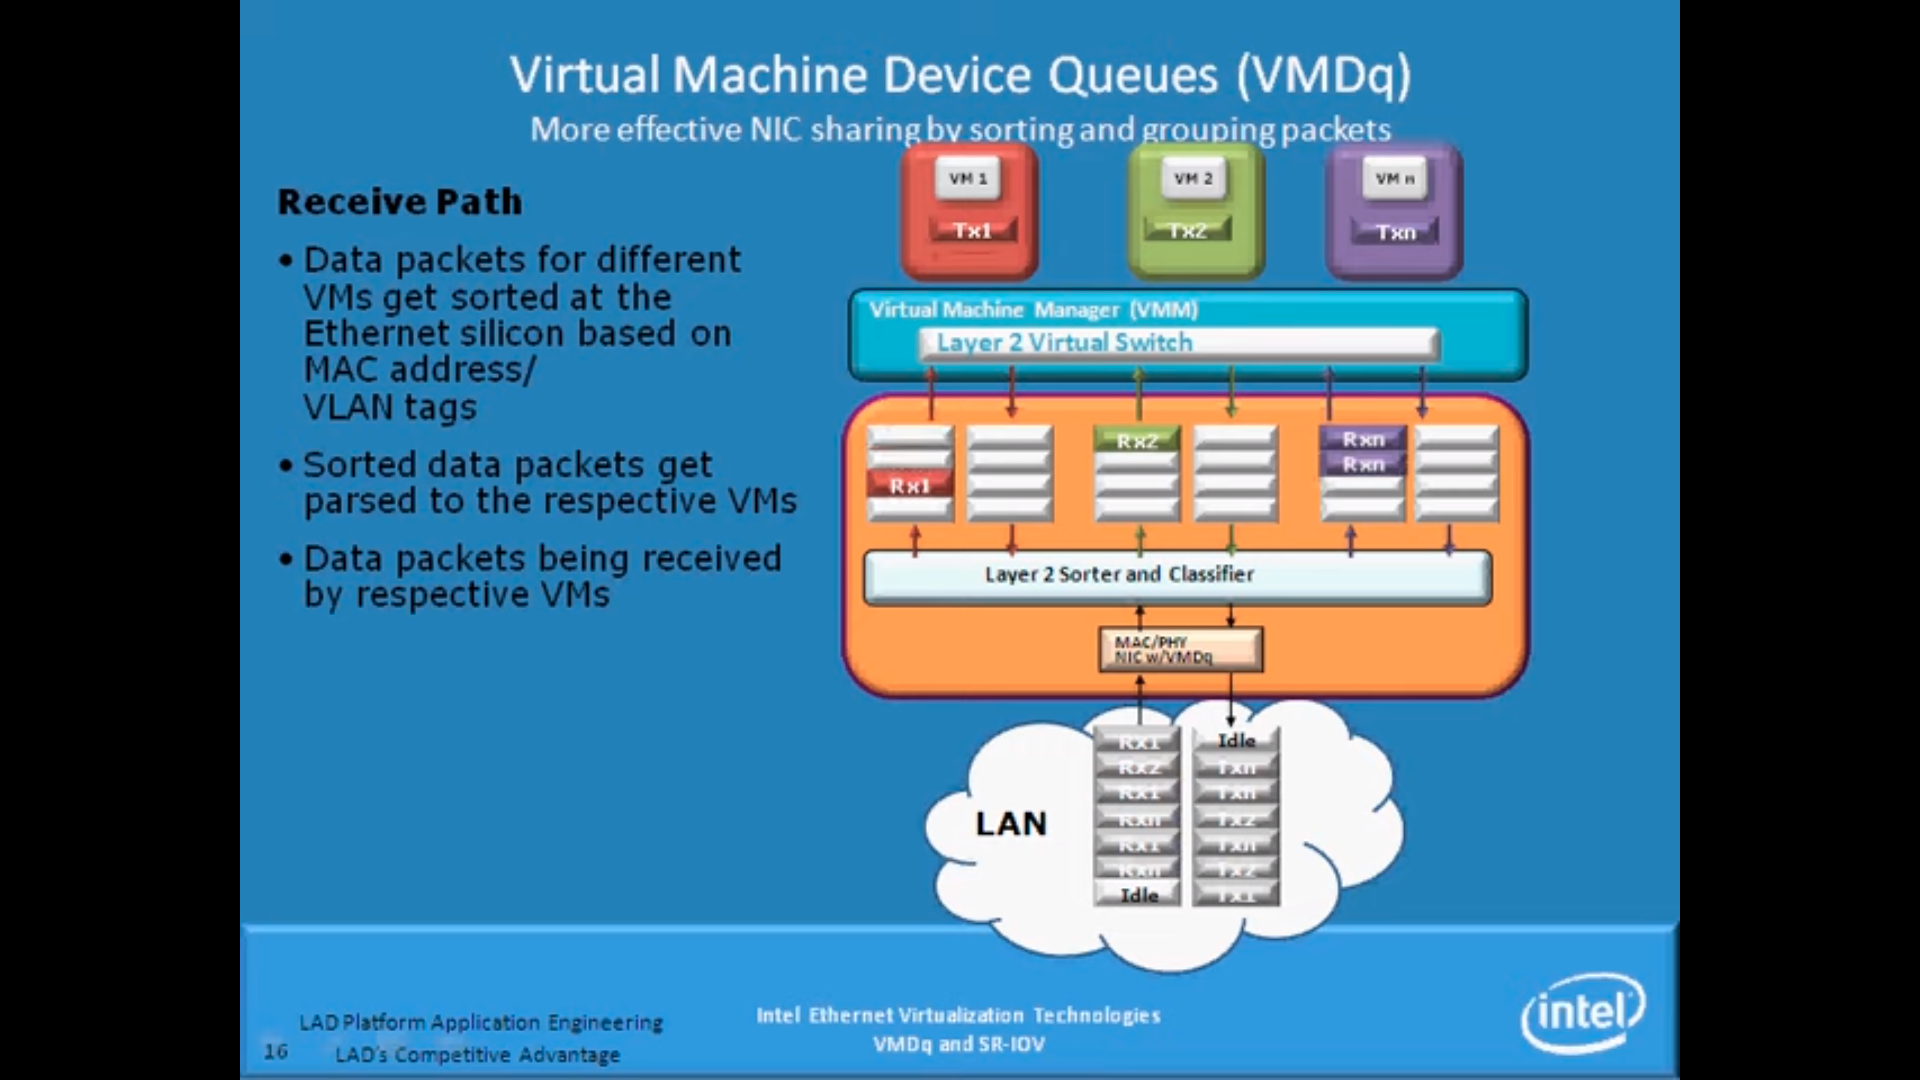 Virtual Machine Device Queues (VMDq)
More effective NIC sharing by sorting and grouping packets
Receive Path
• Data packets for different
VMs get sorted at the
Ethernet silicon based on
MAC address/
VLAN tags
• Sorted data packets get
parsed to the respective VMs
• Data packets being received
by respective VMs
VM 1
Tx1
VM 2
Tx2
VM n
Txn
Virtual Machine Manager (VMM)
Layer 2 Virtual Switch
Rx1
Rx2
Rxn
Rxn
Layer 2 Sorter and Classifier
MAC/PHY
NIC w/VMDq
LAN
Rx1
Rx2
Rx1
Rxn
Rx1
Rxn
Idle
Idle
Txn
Txn
Tx2
Txn
Tx2
Tx1
LAD Platform Application Engineering
16 LAD's Competitive Advantage
Intel Ethernet Virtualization Technologies
VMDq and SR-IOV
intel